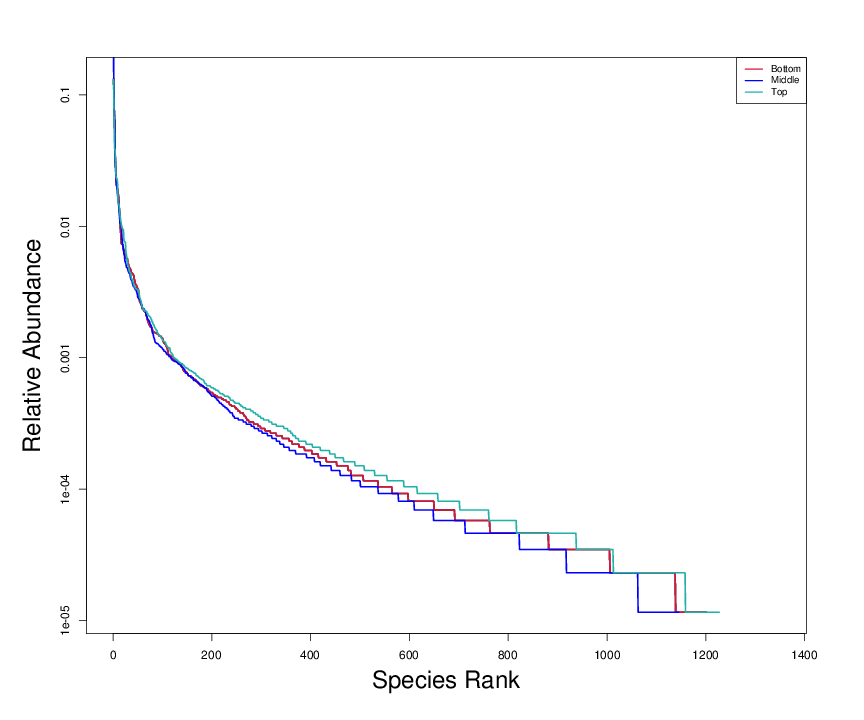 Bottom
Middle
Top
0.1
0.01
0.001
1e-04
1e-05
Relative Abundance
0 200 400 600 800 1000 1200 1400
Species Rank